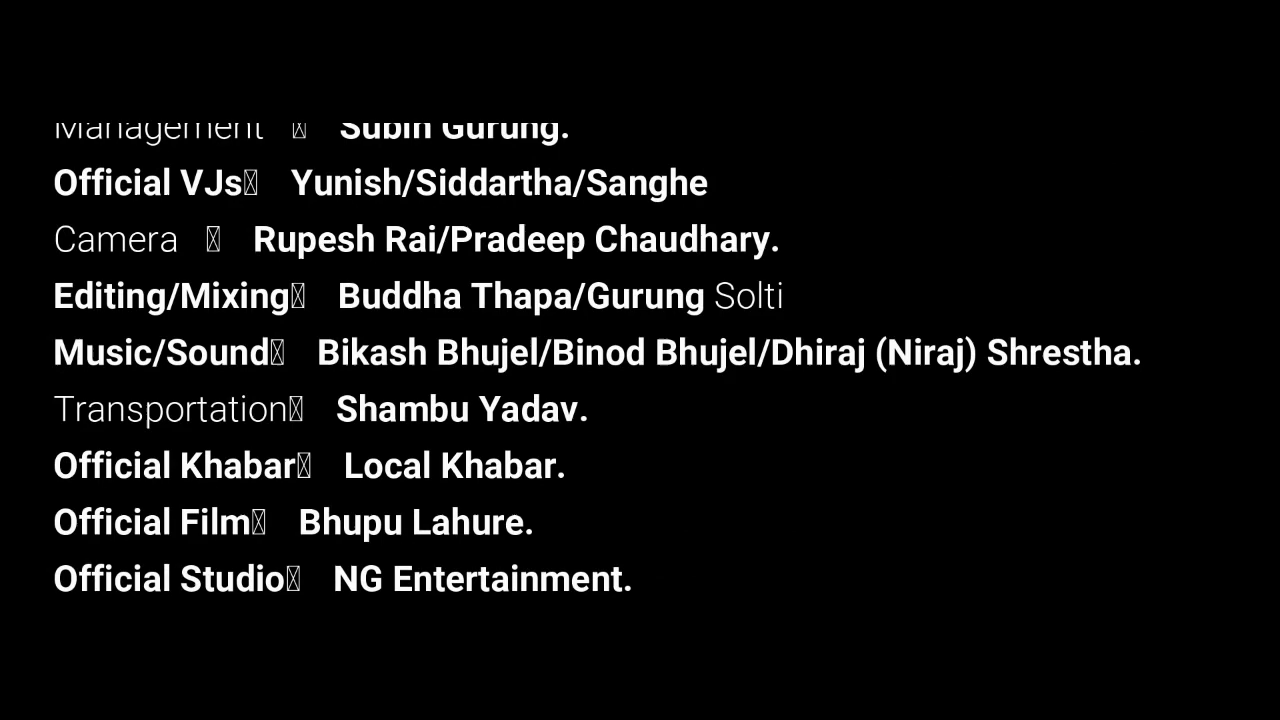 Management Subin Gurung.
Official VJs Yunish/Siddartha/Sanghe
Camera Rupesh Rai/Pradeep Chaudhary.
Editing/Mixing Buddha Thapa/Gurung Solti
Music/Sound Bikash Bhujel/Binod Bhujel/Dhiraj (Niraj) Shrestha.
Transportation Shambu Yadav.
Official Khabar Local Khabar.
Official Film Bhupu Lahure.
Official Studio NG Entertainment.